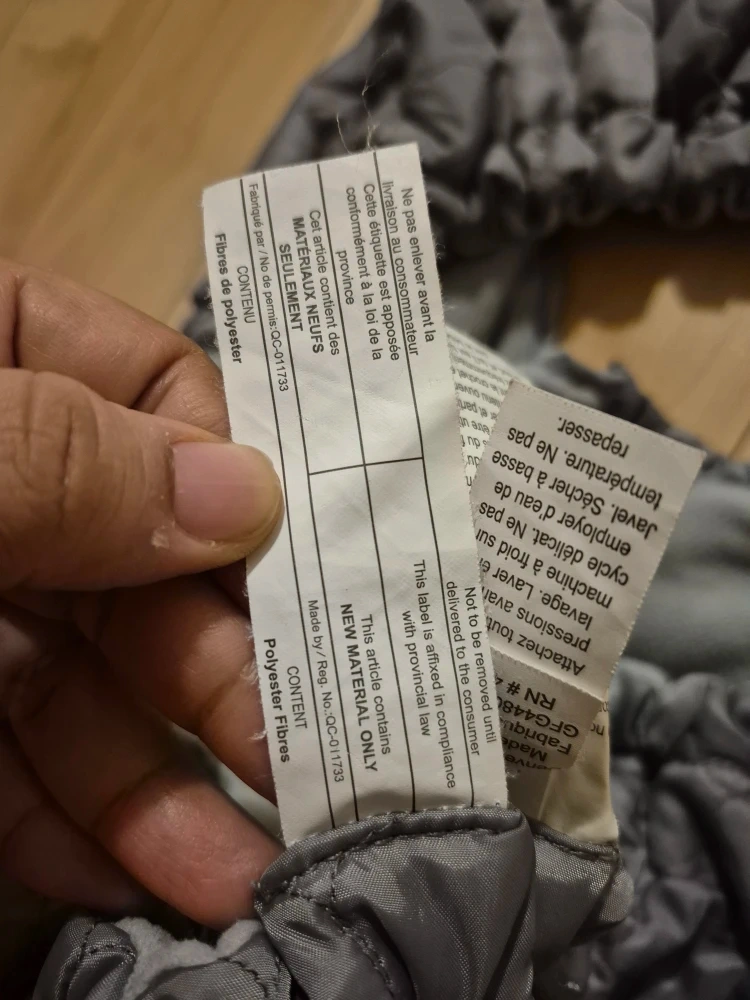 Ne pas enlever avant la
livraison au consommateur
Cette étiquette est apposée
conformément à la loi de la
province
Cet article contient des
MATÉRIAUX NEUFS
SEULEMENT
Fabriqué par / No de permis:QC-011733
CONTENU
Fibres de polyester
Not to be removed until
delivered to the consumer
This label is affixed in compliance
with provincial law
This article contains
NEW MATERIAL ONLY
Made by / Reg. No.:QC-011733
CONTENT
Polyester Fibres
RN #
Attachez
pressions
lavage. Laver
machine à froid sur
cycle délicat. Ne pas
employer d'eau de
Javel. Sécher à basse
température. Ne pas
repasser.